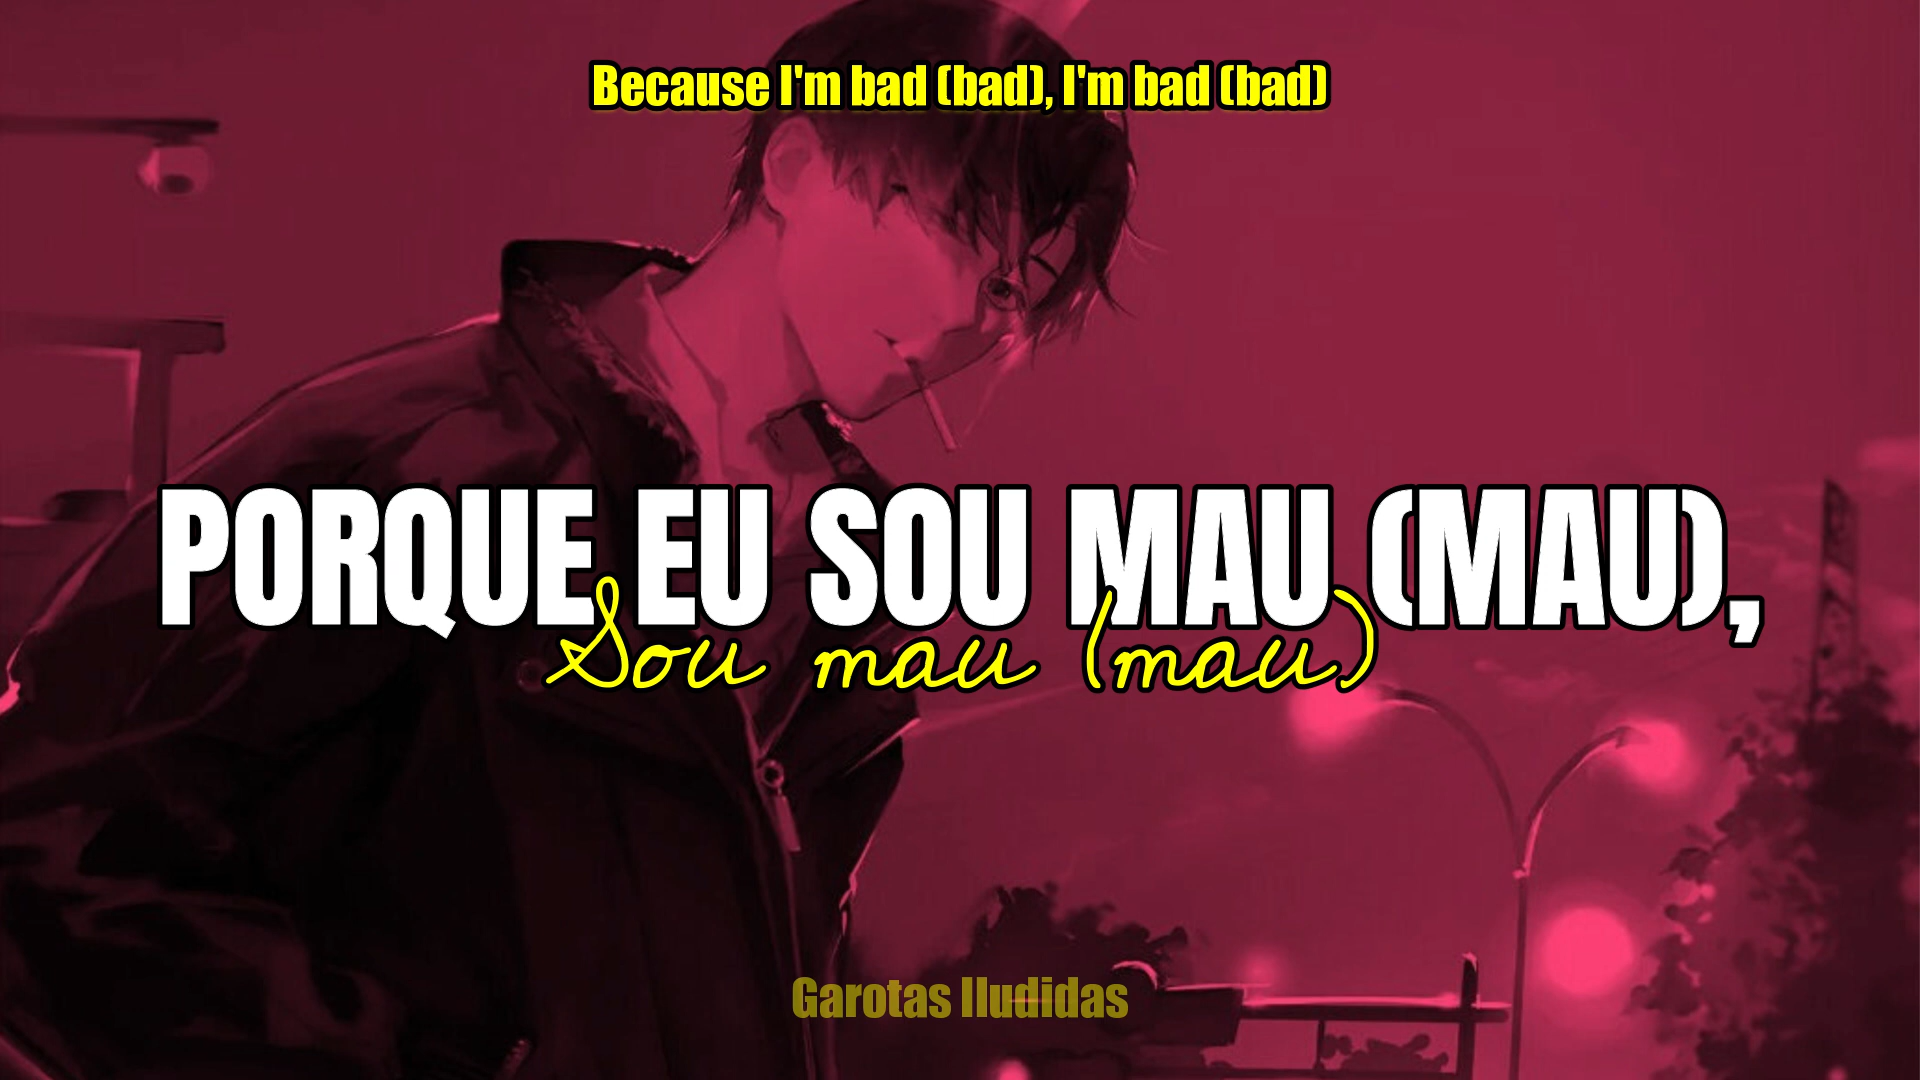 Because I'm bad (bad), I'm bad (bad)
PORQUE EU SOU MAU (MAU),
Sou mau (mau)
Garotas Iludidas